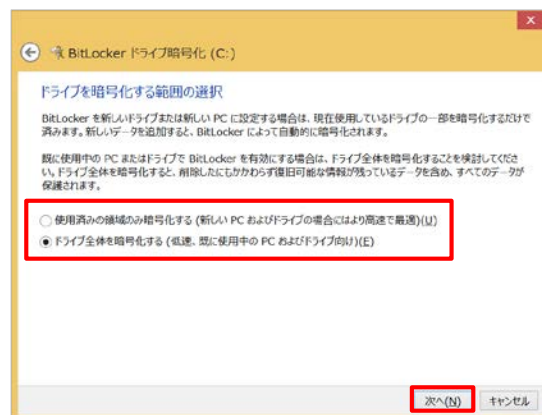 BitLocker ドライブ暗号化 (C:)
ドライブを暗号化する範囲の選択
BitLocker を新しいドライブまたは新しい PC に設定する場合は、現在使用しているドライブの一部を暗号化するだけで
済みます。新しいデータを追加すると、BitLocker によって自動的に暗号化されます。
既に使用中の PC またはドライブで BitLocker を有効にする場合は、ドライブ全体を暗号化することを検討してくださ
い。ドライブ全体を暗号化すると、削除したにもかかわらず復旧可能な情報が残っているデータを含め、すべてのデータが
保護されます。
使用済みの領域のみ暗号化する (新しい PC およびドライブの場合にはより高速で最適)(U)
ドライブ全体を暗号化する (低速、既に使用中の PC およびドライブ向け)(E)
次へ(N) キャンセル